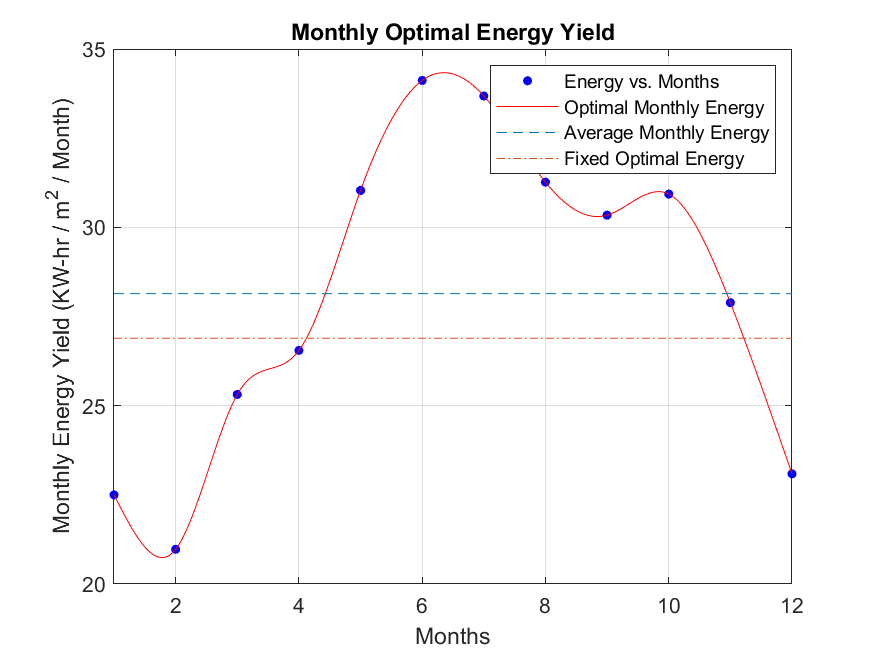 Monthly Optimal Energy Yield
Monthly Energy Yield (KW-hr / m² / Month)
35
30
25
20
Energy vs. Months
Optimal Monthly Energy
Average Monthly Energy
Fixed Optimal Energy
2 4 6 8 10 12
Months